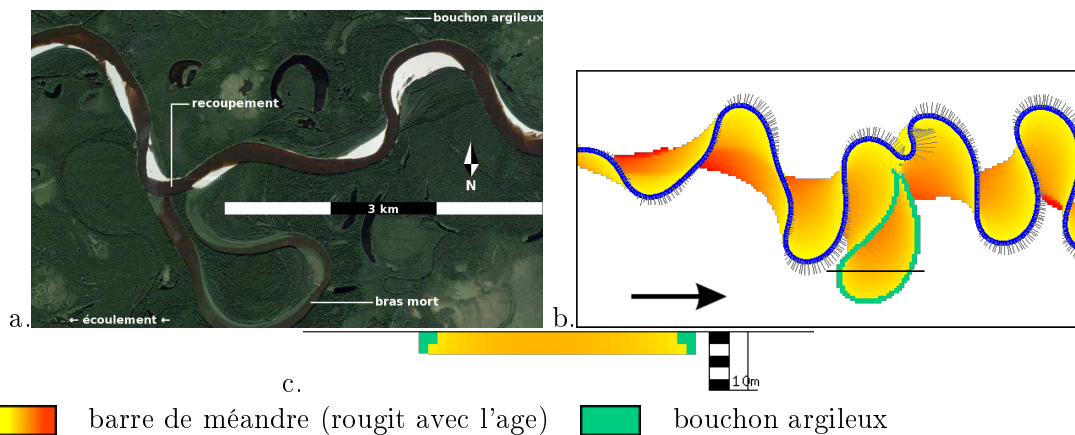 bouchon argileux
recoupement
N
3 km
bras mort
← écoulement ←
a.
b.
10m
c.
barre de méandre (rougit avec l'age)
bouchon argileux